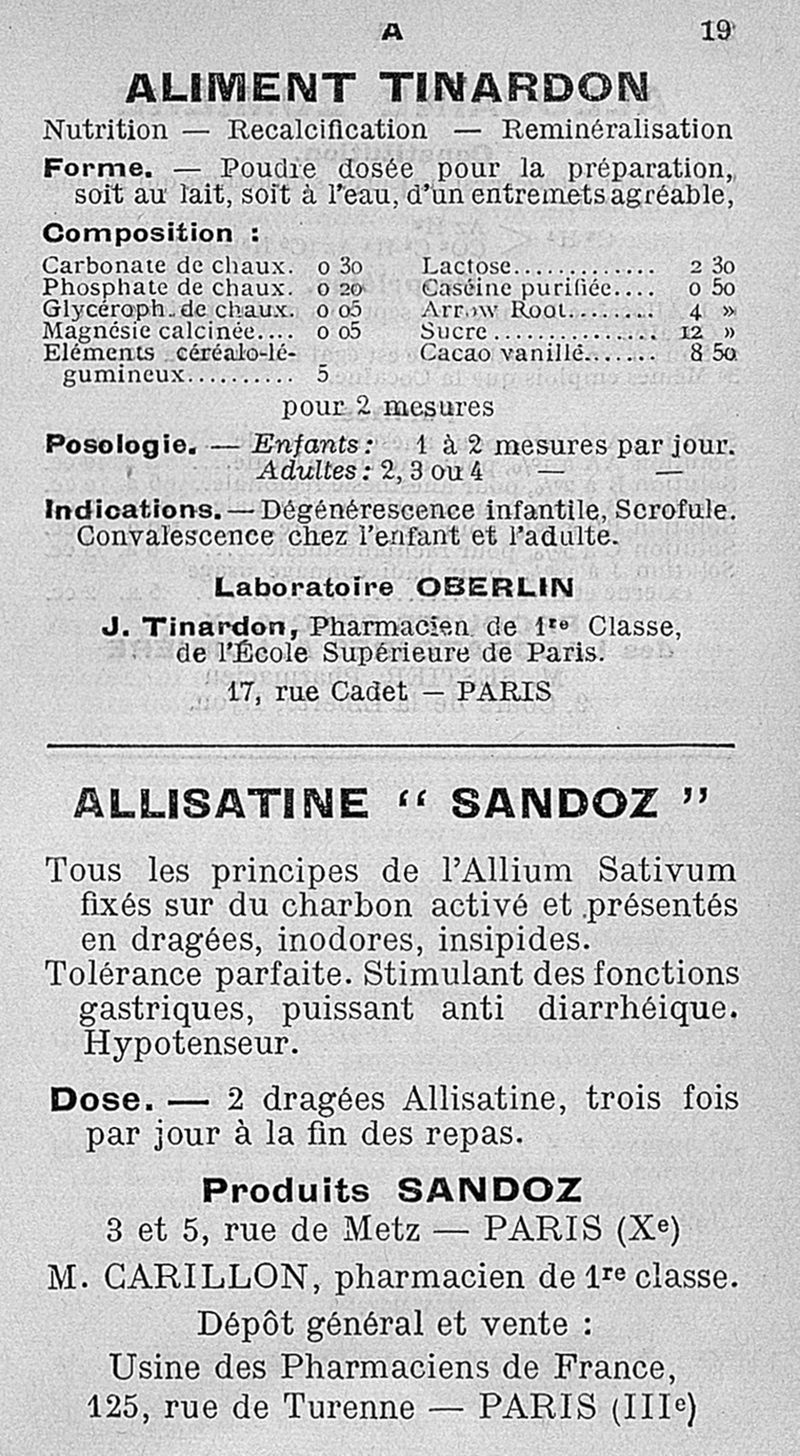 A 19
ALIMENT TINARDON
Nutrition — Recalcification — Reminéralisation
Forme. — Poudre dosée pour la préparation,
soit au lait, soit à l'eau, d'un entremets agréable,
Composition :
Carbonate de chaux. 0 30 Lactose.............. 2 30
Phosphate de chaux. 0 20 Caséine purifiée.... 0 50
Glycéroph. de chaux. 0 05 Arrow Root......... 4 »
Magnésie calcinée.... 0 05 Sucre................ 12 »
Eléments céréalo-lé- Cacao vanillé....... 8 50
gumineux.......... 5
pour 2 mesures
Posologie. — Enfants : 1 à 2 mesures par jour.
Adultes : 2, 3 ou 4 — —
Indications. — Dégénérescence infantile, Scrofule.
Convalescence chez l'enfant et l'adulte.
Laboratoire OBERLIN
J. Tinardon, Pharmacien de 1re Classe,
de l'École Supérieure de Paris.
17, rue Cadet — PARIS
ALLISATINE “ SANDOZ ”
Tous les principes de l'Allium Sativum
fixés sur du charbon activé et présentés
en dragées, inodores, insipides.
Tolérance parfaite. Stimulant des fonctions
gastriques, puissant anti diarrhéique.
Hypotenseur.
Dose. — 2 dragées Allisatine, trois fois
par jour à la fin des repas.
Produits SANDOZ
3 et 5, rue de Metz — PARIS (Xe)
M. CARILLON, pharmacien de 1re classe.
Dépôt général et vente :
Usine des Pharmaciens de France,
125, rue de Turenne — PARIS (IIIe)